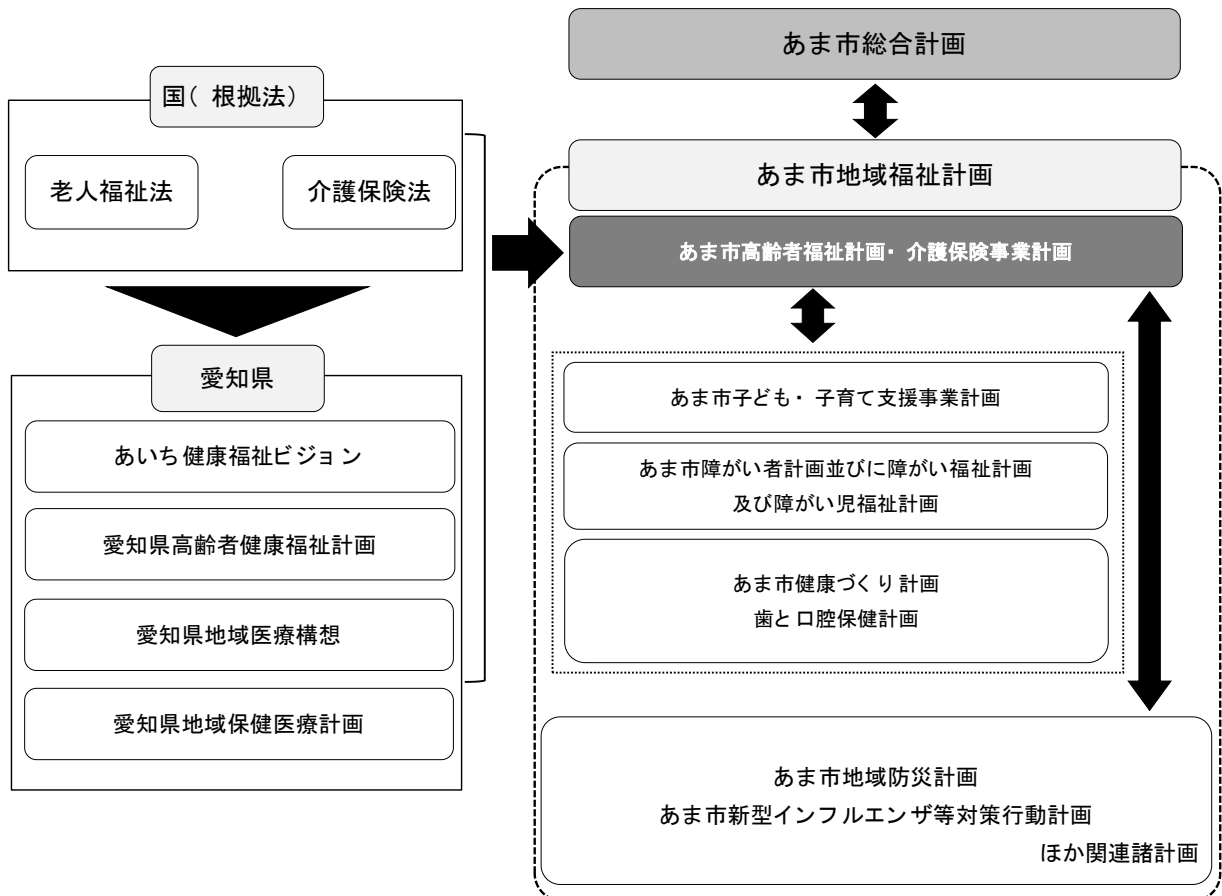 国(根拠法)
老人福祉法
介護保険法
愛知県
あいち健康福祉ビジョン
愛知県高齢者健康福祉計画
愛知県地域医療構想
愛知県地域保健医療計画
あま市総合計画
あま市地域福祉計画
あま市高齢者福祉計画・介護保険事業計画
あま市子ども・子育て支援事業計画
あま市障がい者計画並びに障がい福祉計画
及び障がい児福祉計画
あま市健康づくり計画
歯と口腔保健計画
あま市地域防災計画
あま市新型インフルエンザ等対策行動計画
ほか関連諸計画